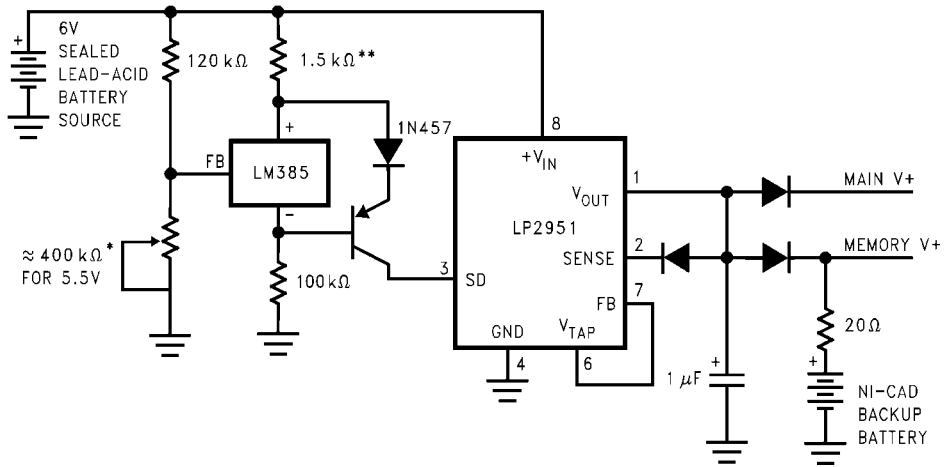 +
6V
SEALED
LEAD-ACID
BATTERY
SOURCE
120 kΩ
1.5 kΩ**
1N457
FB
+
LM385
-
≈ 400 kΩ*
FOR 5.5V
100kΩ
3
SD
8
+VIN
VOUT
1
LP2951
SENSE
2
FB
7
GND
4
VTAP
6
MAIN V+
MEMORY V+
20Ω
+
1 μF
+
NI-CAD
BACKUP
BATTERY